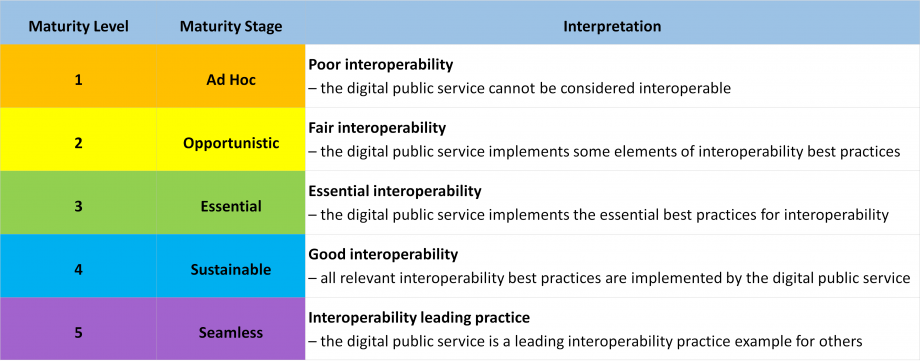 Maturity Level Maturity Stage Interpretation
1 Ad Hoc Poor interoperability
– the digital public service cannot be considered interoperable
2 Opportunistic Fair interoperability
– the digital public service implements some elements of interoperability best practices
3 Essential Essential interoperability
– the digital public service implements the essential best practices for interoperability
4 Sustainable Good interoperability
– all relevant interoperability best practices are implemented by the digital public service
5 Seamless Interoperability leading practice
– the digital public service is a leading interoperability practice example for others